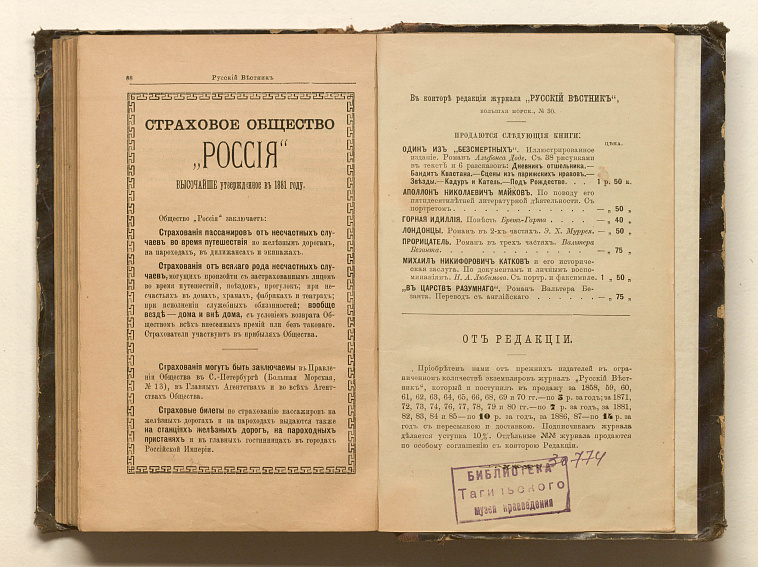 88
Русскій Вѣстникъ
СТРАХОВОЕ ОБЩЕСТВО
„РОССІЯ“
ВЫСОЧАЙШЕ утвержденное въ 1881 году.
Общество „Россія“ заключаетъ:
Страхованія пассажировъ отъ несчастныхъ слу-
чаевъ во время путешествія по желѣзнымъ дорогамъ,
на пароходахъ, въ дилижансахъ и экипажахъ.
Страхованія отъ всякаго рода несчастныхъ слу-
чаевъ, могущихъ произойти съ застрахованнымъ лицомъ
во время путешествій, поѣздокъ, прогулокъ; при не-
счастьяхъ въ домахъ, храмахъ, фабрикахъ и театрахъ;
при исполненіи служебныхъ обязанностей; вообще
вездѣ — дома и внѣ дома, съ условіемъ возврата Об-
ществомъ всѣхъ внесенныхъ премій или безъ таковаго.
Страхователи участвуютъ въ прибыляхъ Общества.
Страхованія могутъ быть заключаемы въ Правле-
ніи Общества въ С.-Петербургѣ (Большая Морская,
№ 13), въ Главныхъ Агентствахъ и во всѣхъ Агент-
ствахъ Общества.
Страховые билеты по страхованію пассажировъ на
желѣзныхъ дорогахъ и на пароходахъ выдаются также
на станціяхъ желѣзныхъ дорогъ, на пароходныхъ
пристаняхъ и въ главныхъ гостинницахъ въ городахъ
Россійской Имперіи.
Въ конторѣ редакціи журнала „РУССКІЙ ВѢСТНИКЪ“,
БОЛЬШАЯ МОРСК., № 20.
ПРОДАЮТСЯ СЛѢДУЮЩІЯ КНИГИ:
ЦѢНА.
ОДИНЪ ИЗЪ „БЕЗСМЕРТНЫХЪ“. Иллюстрированное
изданіе. Романъ Альфонса Додэ. Съ 38 рисунками
въ текстѣ и 6 разсказовъ: Дневникъ отшельника.—
Бандитъ Квастана.—Сцены изъ парижскихъ нравовъ.—
Звѣзды.—Кадуръ и Катель.—Подъ Рождество . . . 1 р. 50 к.
АПОЛЛОНЪ НИКОЛАЕВИЧЪ МАЙКОВЪ. По поводу его
пятидесятилѣтней литературной дѣятельности. Съ
портретомъ . . . — „ 50 „
ГОРНАЯ ИДИЛЛІЯ. Повѣсть Бретъ-Гарта . . . — „ 40 „
ЛОНДОНЦЫ. Романъ въ 2-хъ частяхъ. Э. Х. Муррея. — „ 50 „
ПРОРИЦАТЕЛЬ. Романъ въ трехъ частяхъ. Вальтера
Безанта . . . — „ 75 „
МИХАИЛЪ НИКИФОРОВИЧЪ КАТКОВЪ и его историче-
ская заслуга. По документамъ и личнымъ воспо-
минаніямъ. Н. А. Любимова. Съ портр. и факсимиле. 1 „ 50 „
„ВЪ ЦАРСТВѢ РАЗУМНАГО“. Романъ Вальтера Бе-
занта. Переводъ съ англійскаго . . . — „ 75 „
ОТЪ РЕДАКЦІИ.
Пріобрѣтенъ нами отъ прежнихъ издателей въ огра-
ниченномъ количествѣ экземпляровъ журналъ „Русскій Вѣст-
никъ“, который и поступилъ въ продажу за 1858, 59, 60,
61, 62, 63, 64, 65, 66, 68, 69 и 70 гг.—по 5 р. за годъ; за 1871,
72, 73, 74, 76, 77, 78, 79 и 80 гг.—по 7 р. за годъ, за 1881,
82, 83, 84 и 85—по 10 р. за годъ, за 1886, 87—по 14 р. за
годъ съ пересылкою и доставкою. Подписчикамъ журнала
дѣлается уступка 10%. Отдѣльные №№ журнала продаются
по особому соглашенію съ конторою Редакціи.
30774
БИБЛИОТЕКА
Тагильского
музея краеведения